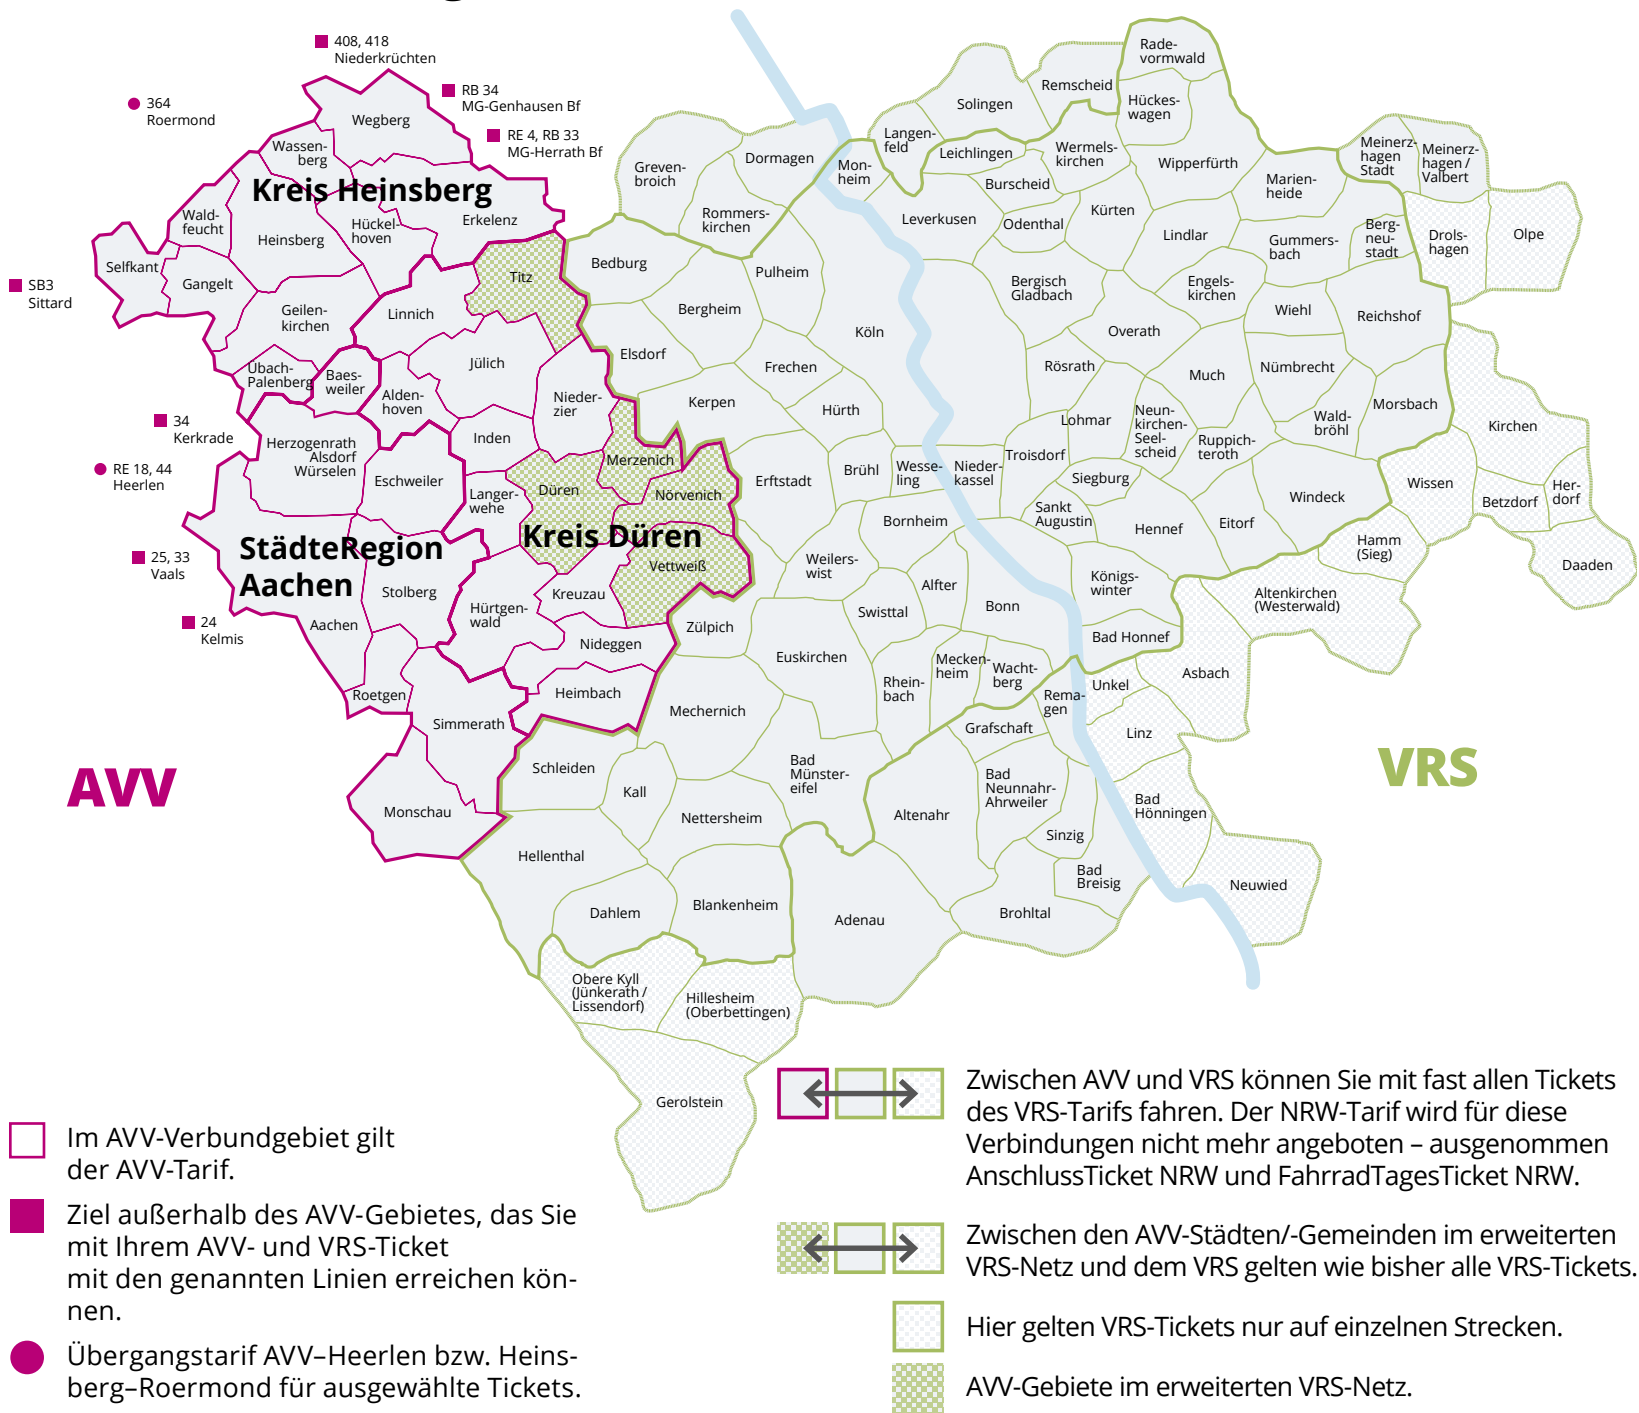 408, 418
Niederkrüchten
364
Roermond
RB 34
MG-Genhausen Bf
RE 4, RB 33
MG-Herrath Bf
SB3
Sittard
34
Kerkrade
RE 18, 44
Heerlen
25, 33
Vaals
24
Kelmis
Kreis Heinsberg
Wegberg
Wassen-
berg
Erkelenz
Hückel-
hoven
Heinsberg
Wald-
feucht
Selfkant
Gangelt
Geilen-
kirchen
Übach-
Palenberg
StädteRegion
Aachen
Baes-
weiler
Herzogenrath
Alsdorf
Würselen
Eschweiler
Stolberg
Aachen
Roetgen
Simmerath
Monschau
Kreis Düren
Titz
Linnich
Jülich
Alden-
hoven
Nieder-
zier
Inden
Merzenich
Düren
Nörvenich
Langer-
wehe
Vettweiß
Kreuzau
Hürtgen-
wald
Nideggen
Heimbach
AVV
Greven-
broich
Dormagen
Rommers-
kirchen
Mon-
heim
Langen-
feld
Solingen
Remscheid
Rade-
vormwald
Hückes-
wagen
Leichlingen
Wermels-
kirchen
Burscheid
Wipperfürth
Marien-
heide
Meinerz-
hagen
Stadt
Meinerz-
hagen /
Valbert
Leverkusen
Odenthal
Kürten
Lindlar
Gummers-
bach
Berg-
neu-
stadt
Drols-
hagen
Olpe
Bedburg
Pulheim
Bergheim
Köln
Bergisch
Gladbach
Engels-
kirchen
Overath
Wiehl
Reichshof
Elsdorf
Frechen
Kerpen
Hürth
Rösrath
Much
Nümbrecht
Morsbach
Lohmar
Neun-
kirchen-
Seel-
scheid
Ruppich-
teroth
Wald-
bröhl
Kirchen
Erftstadt
Brühl
Wesse-
ling
Nieder-
kassel
Troisdorf
Siegburg
Windeck
Wissen
Betzdorf
Her-
dorf
Daaden
Bornheim
Sankt
Augustin
Hennef
Eitorf
Hamm
(Sieg)
Weilers-
wist
Alfter
Swisttal
Bonn
Königs-
winter
Altenkirchen
(Westerwald)
Zülpich
Euskirchen
Bad Honnef
Rhein-
bach
Mecken-
heim
Wacht-
berg
Rema-
gen
Unkel
Asbach
Mechernich
Grafschaft
Linz
VRS
Schleiden
Kall
Bad
Münster-
eifel
Bad
Neunahr-
Ahrweiler
Altenahr
Bad
Hönningen
Nettersheim
Sinzig
Hellenthal
Bad
Breisig
Neuwied
Dahlem
Blankenheim
Adenau
Brohltal
Obere Kyll
(Jünkerath /
Lissendorf)
Hillesheim
(Oberbettingen)
Gerolstein
Im AVV-Verbundgebiet gilt
der AVV-Tarif.
Ziel außerhalb des AVV-Gebietes, das Sie
mit Ihrem AVV- und VRS-Ticket
mit den genannten Linien erreichen kön-
nen.
Übergangstarif AVV–Heerlen bzw. Heins-
berg–Roermond für ausgewählte Tickets.
Zwischen AVV und VRS können Sie mit fast allen Tickets
des VRS-Tarifs fahren. Der NRW-Tarif wird für diese
Verbindungen nicht mehr angeboten – ausgenommen
AnschlussTicket NRW und FahrradTagesTicket NRW.
Zwischen den AVV-Städten/-Gemeinden im erweiterten
VRS-Netz und dem VRS gelten wie bisher alle VRS-Tickets.
Hier gelten VRS-Tickets nur auf einzelnen Strecken.
AVV-Gebiete im erweiterten VRS-Netz.